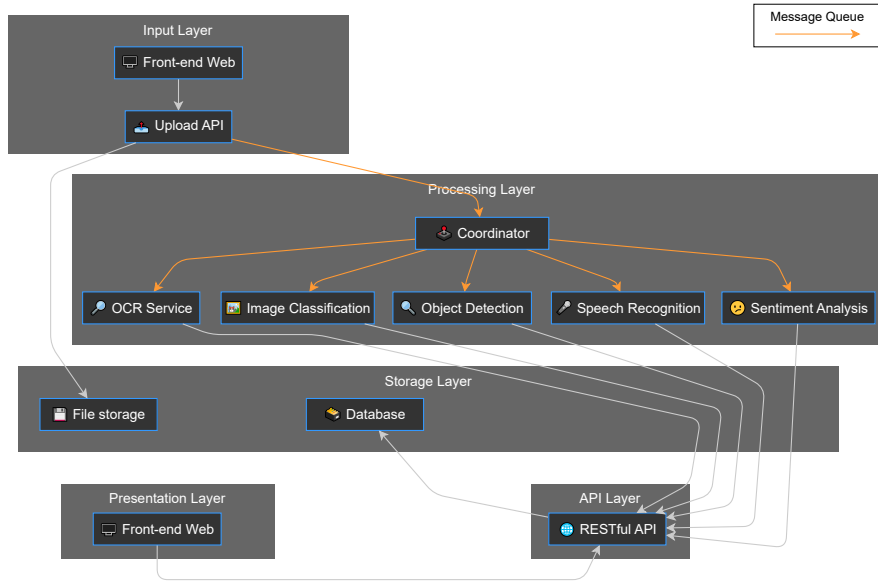 Message Queue
Input Layer
Front-end Web
Upload API
Processing Layer
Coordinator
OCR Service
Image Classification
Object Detection
Speech Recognition
Sentiment Analysis
Storage Layer
File storage
Database
Presentation Layer
Front-end Web
API Layer
RESTful API